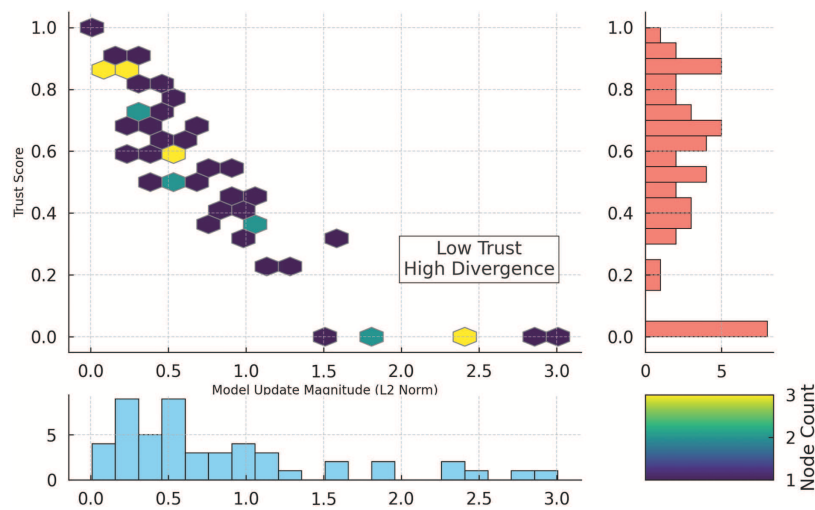 1.0
0.8
0.6
0.4
0.2
0.0
Trust Score
Low Trust
High Divergence
0.0 0.5 1.0 1.5 2.0 2.5 3.0
Model Update Magnitude (L2 Norm)
1.0
0.8
0.6
0.4
0.2
0.0
0 5
5
0
0.0 0.5 1.0 1.5 2.0 2.5 3.0
3
2
1
Node Count